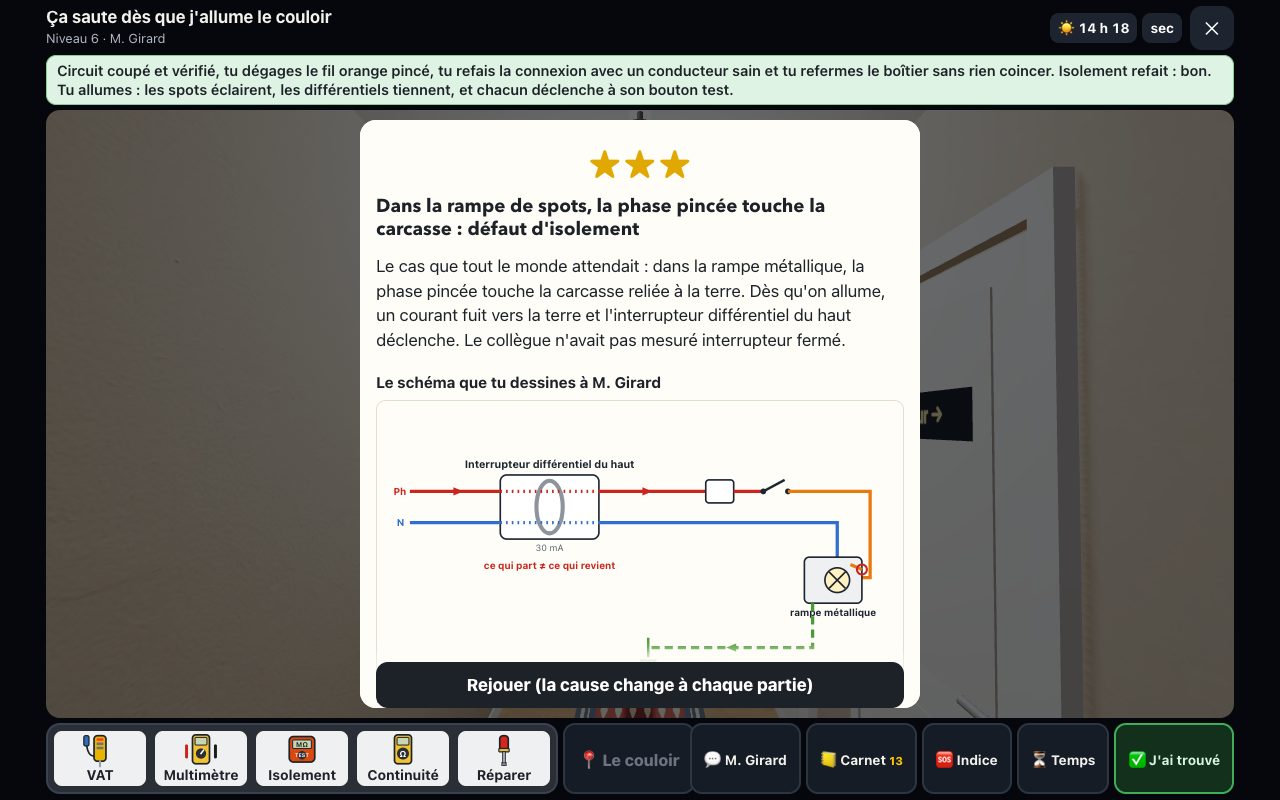 Ça saute dès que j'allume le couloir
Niveau 6 · M. Girard
14 h 18
sec
Circuit coupé et vérifié, tu dégages le fil orange pincé, tu refais la connexion avec un conducteur sain et tu refermes le boîtier sans rien coincer. Isolement refait : bon.
Tu allumes : les spots éclairent, les différentiels tiennent, et chacun déclenche à son bouton test.
Dans la rampe de spots, la phase pincée touche la
carcasse : défaut d'isolement
Le cas que tout le monde attendait : dans la rampe métallique, la
phase pincée touche la carcasse reliée à la terre. Dès qu'on allume,
un courant fuit vers la terre et l'interrupteur différentiel du haut
déclenche. Le collègue n'avait pas mesuré interrupteur fermé.
Le schéma que tu dessines à M. Girard
Interrupteur différentiel du haut
Ph
N
30 mA
ce qui part ≠ ce qui revient
rampe métallique
Rejouer (la cause change à chaque partie)
VAT
Multimètre
MΩ
TEST
Isolement
Ω
Continuité
Réparer
Le couloir
M. Girard
Carnet 13
SOS
Indice
Temps
J'ai trouvé